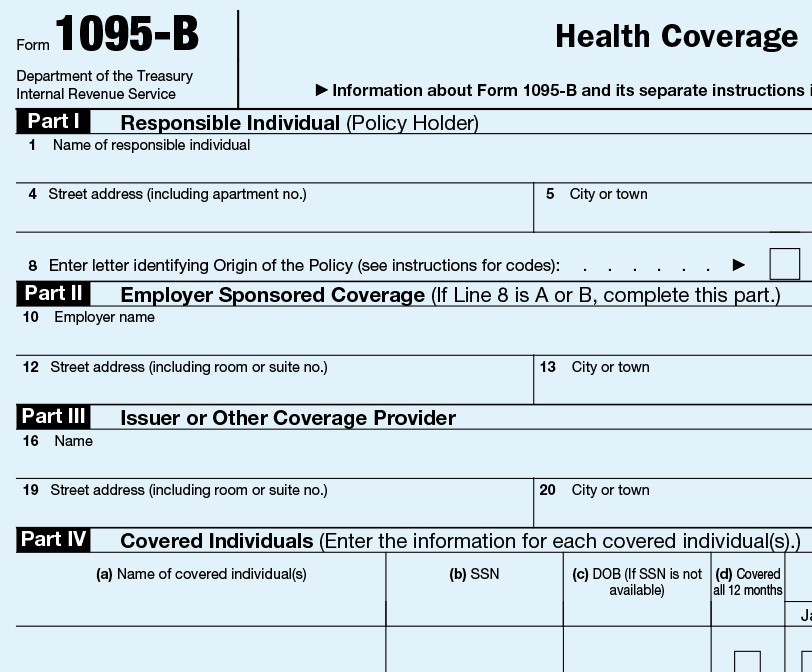 Form 1095-B
Health Coverage
Department of the Treasury
Internal Revenue Service
▶ Information about Form 1095-B and its separate instructions
Part I Responsible Individual (Policy Holder)
1 Name of responsible individual
4 Street address (including apartment no.) 5 City or town
8 Enter letter identifying Origin of the Policy (see instructions for codes): . . . . . . ▶
Part II Employer Sponsored Coverage (If Line 8 is A or B, complete this part.)
10 Employer name
12 Street address (including room or suite no.) 13 City or town
Part III Issuer or Other Coverage Provider
16 Name
19 Street address (including room or suite no.) 20 City or town
Part IV Covered Individuals (Enter the information for each covered individual(s).)
(a) Name of covered individual(s) (b) SSN (c) DOB (If SSN is not available) (d) Covered all 12 months